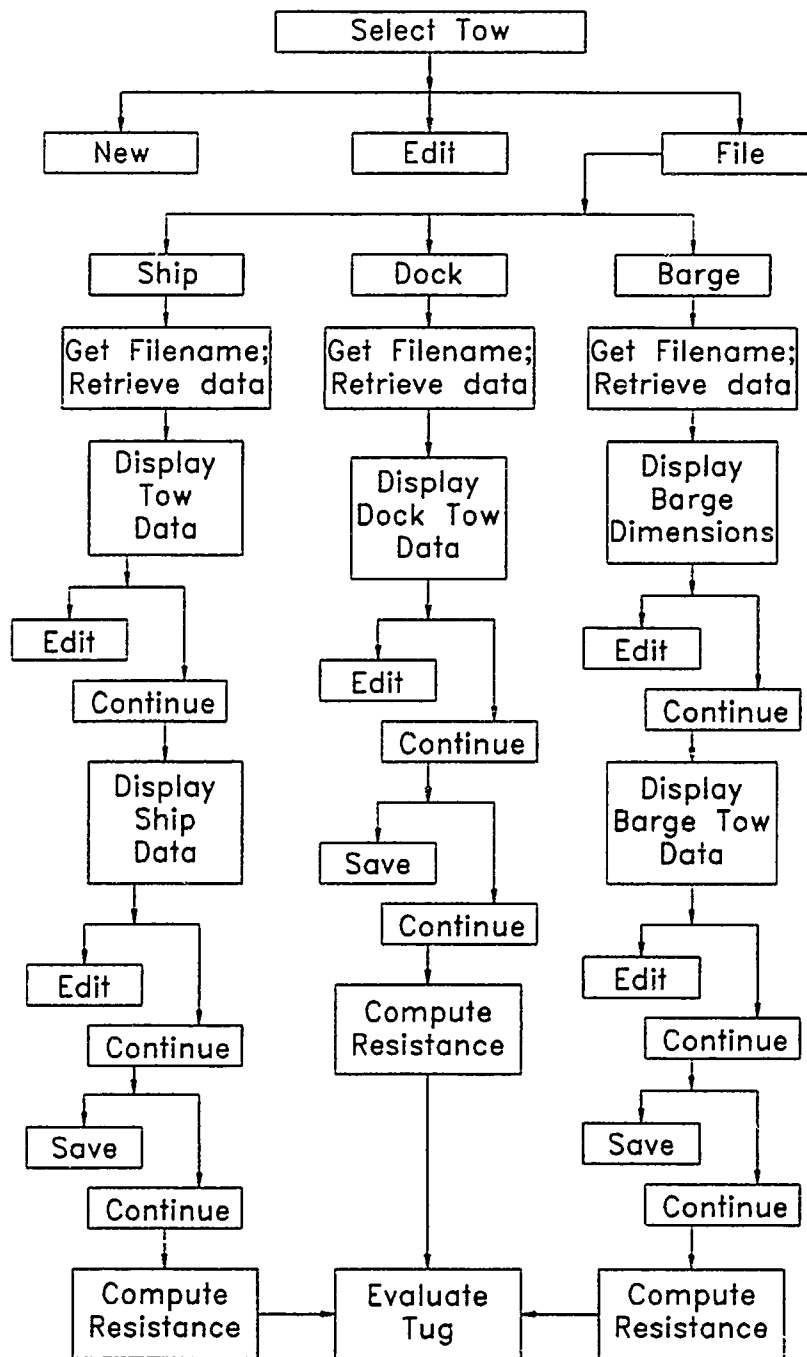 Select Tow
New
Edit
File
Ship
Dock
Barge
Get Filename;
Retrieve data
Get Filename;
Retrieve data
Get Filename;
Retrieve data
Display
Tow
Data
Display
Dock Tow
Data
Display
Barge
Dimensions
Edit
Edit
Edit
Continue
Continue
Continue
Display
Ship
Data
Save
Display
Barge Tow
Data
Continue
Edit
Edit
Compute
Resistance
Continue
Continue
Save
Save
Continue
Continue
Compute
Resistance
Evaluate
Tug
Compute
Resistance